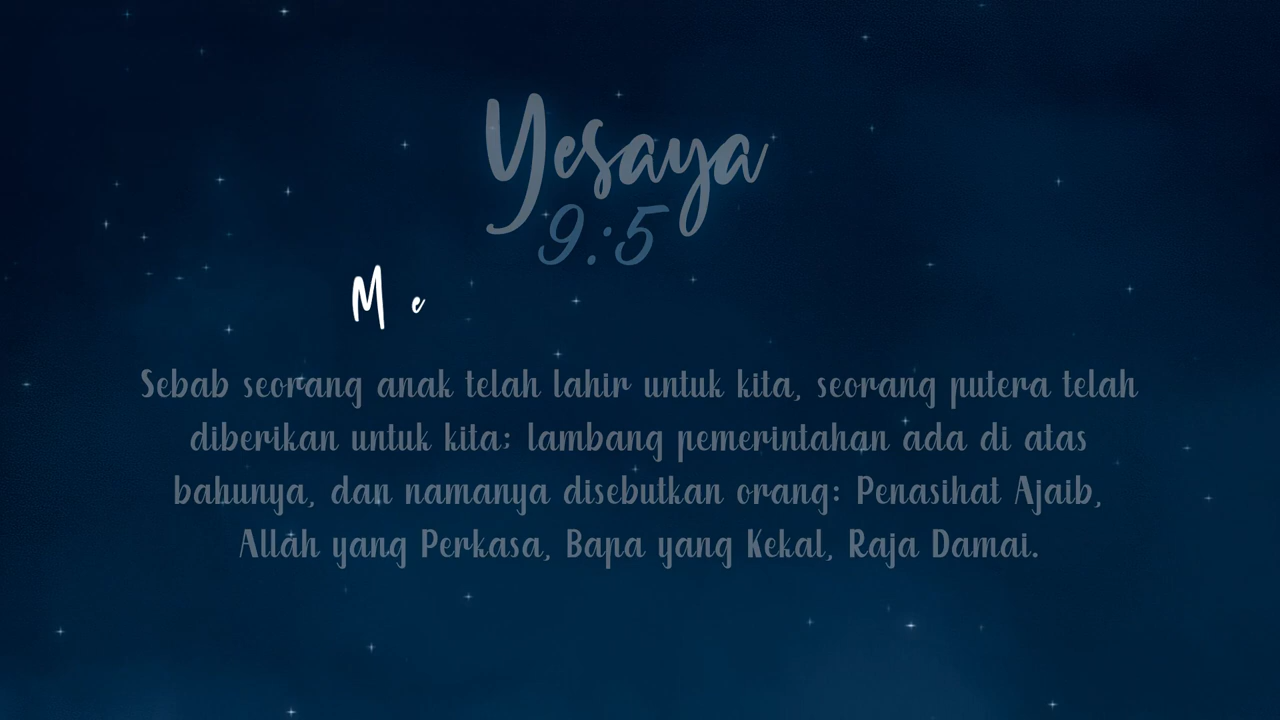 Yesaya
9:5
M e
Sebab seorang anak telah lahir untuk kita, seorang putera telah
diberikan untuk kita; lambang pemerintahan ada di atas
bahunya, dan namanya disebutkan orang: Penasihat Ajaib,
Allah yang Perkasa, Bapa yang Kekal, Raja Damai.